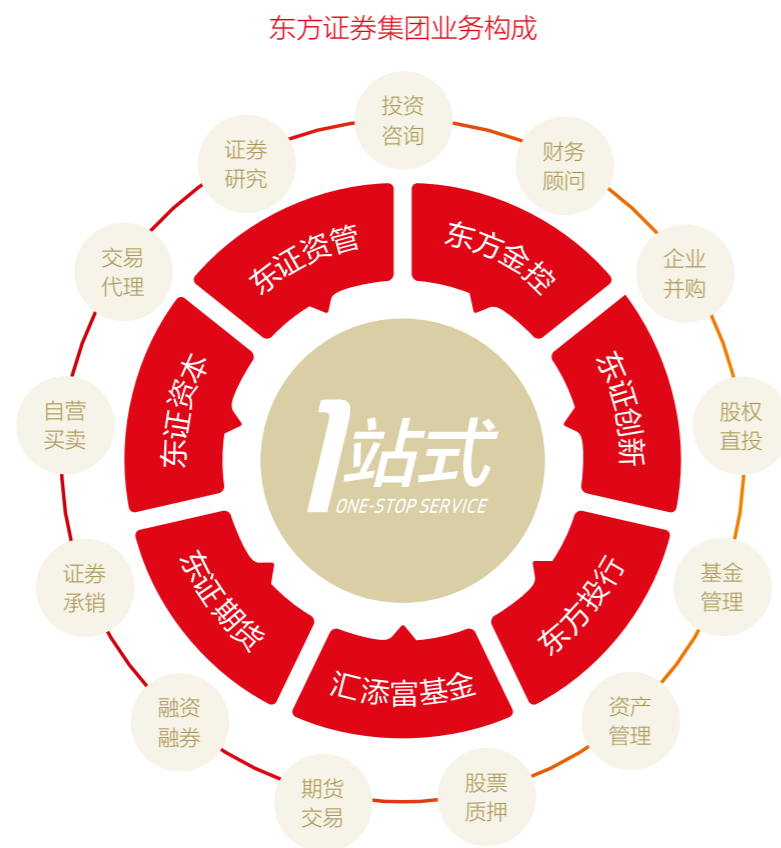 东方证券集团业务构成
投资
咨询
财务
顾问
企业
并购
股权
直投
基金
管理
资产
管理
股票
质押
期货
交易
融资
融券
证券
承销
自营
买卖
交易
代理
证券
研究
东方金控
东证创新
东方投行
汇添富基金
东证期货
东证资本
东证资管
1站式
ONE-STOP SERVICE